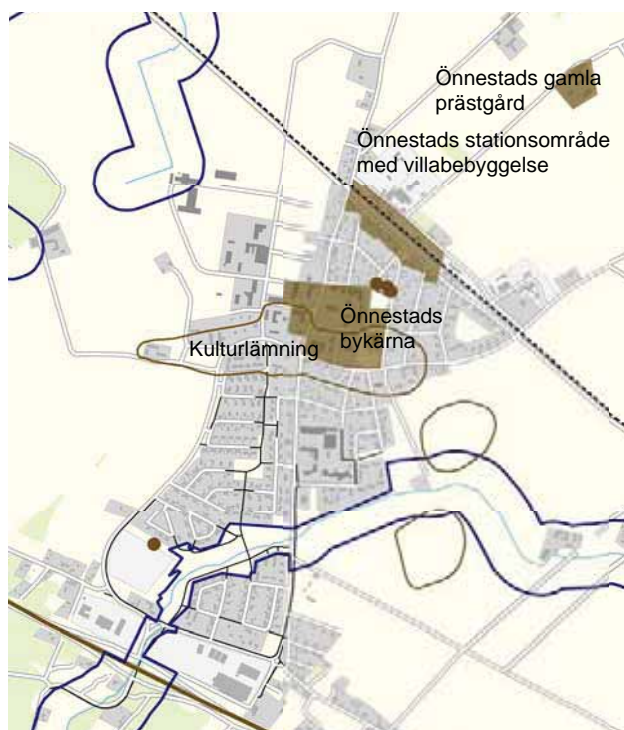 Önnestads gamla
prästgård
Önnestads stationsområde
med villabebyggelse
Önnestads
bykärna
Kulturlämning